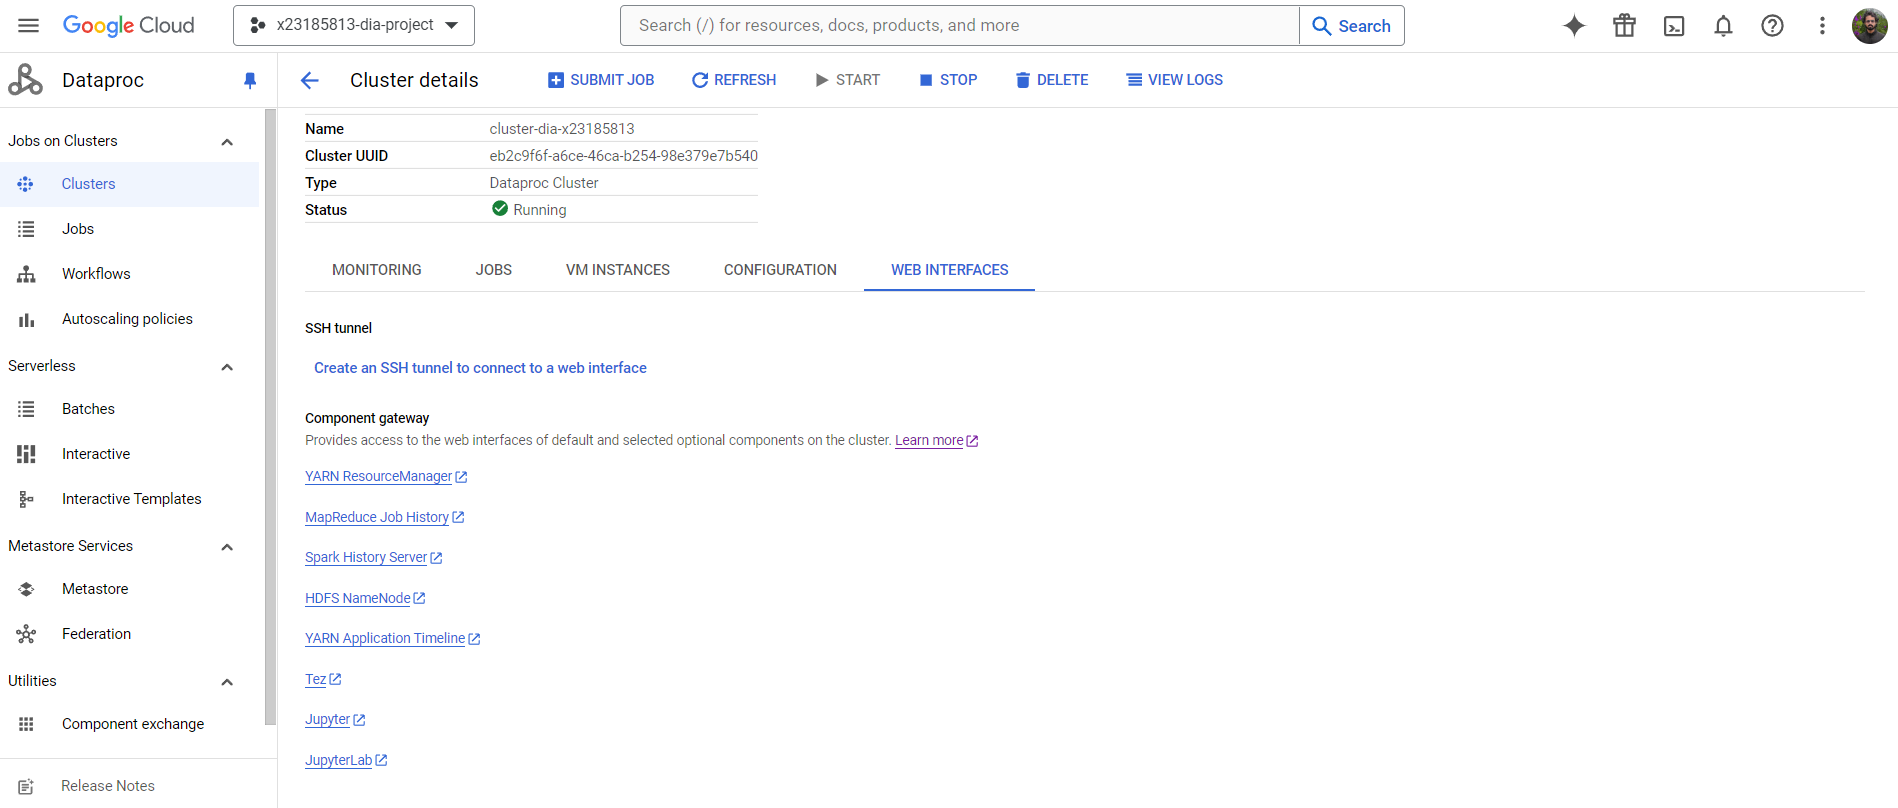 Google Cloud
x23185813-dia-project
Search (/) for resources, docs, products, and more
Search
Dataproc
Cluster details
SUBMIT JOB
REFRESH
START
STOP
DELETE
VIEW LOGS
Jobs on Clusters
Clusters
Jobs
Workflows
Autoscaling policies
Serverless
Batches
Interactive
Interactive Templates
Metastore Services
Metastore
Federation
Utilities
Component exchange
Release Notes
Name cluster-dia-x23185813
Cluster UUID eb2c9f6f-a6ce-46ca-b254-98e379e7b540
Type Dataproc Cluster
Status Running
MONITORING JOBS VM INSTANCES CONFIGURATION WEB INTERFACES
SSH tunnel
Create an SSH tunnel to connect to a web interface
Component gateway
Provides access to the web interfaces of default and selected optional components on the cluster. Learn more
YARN ResourceManager
MapReduce Job History
Spark History Server
HDFS NameNode
YARN Application Timeline
Tez
Jupyter
JupyterLab